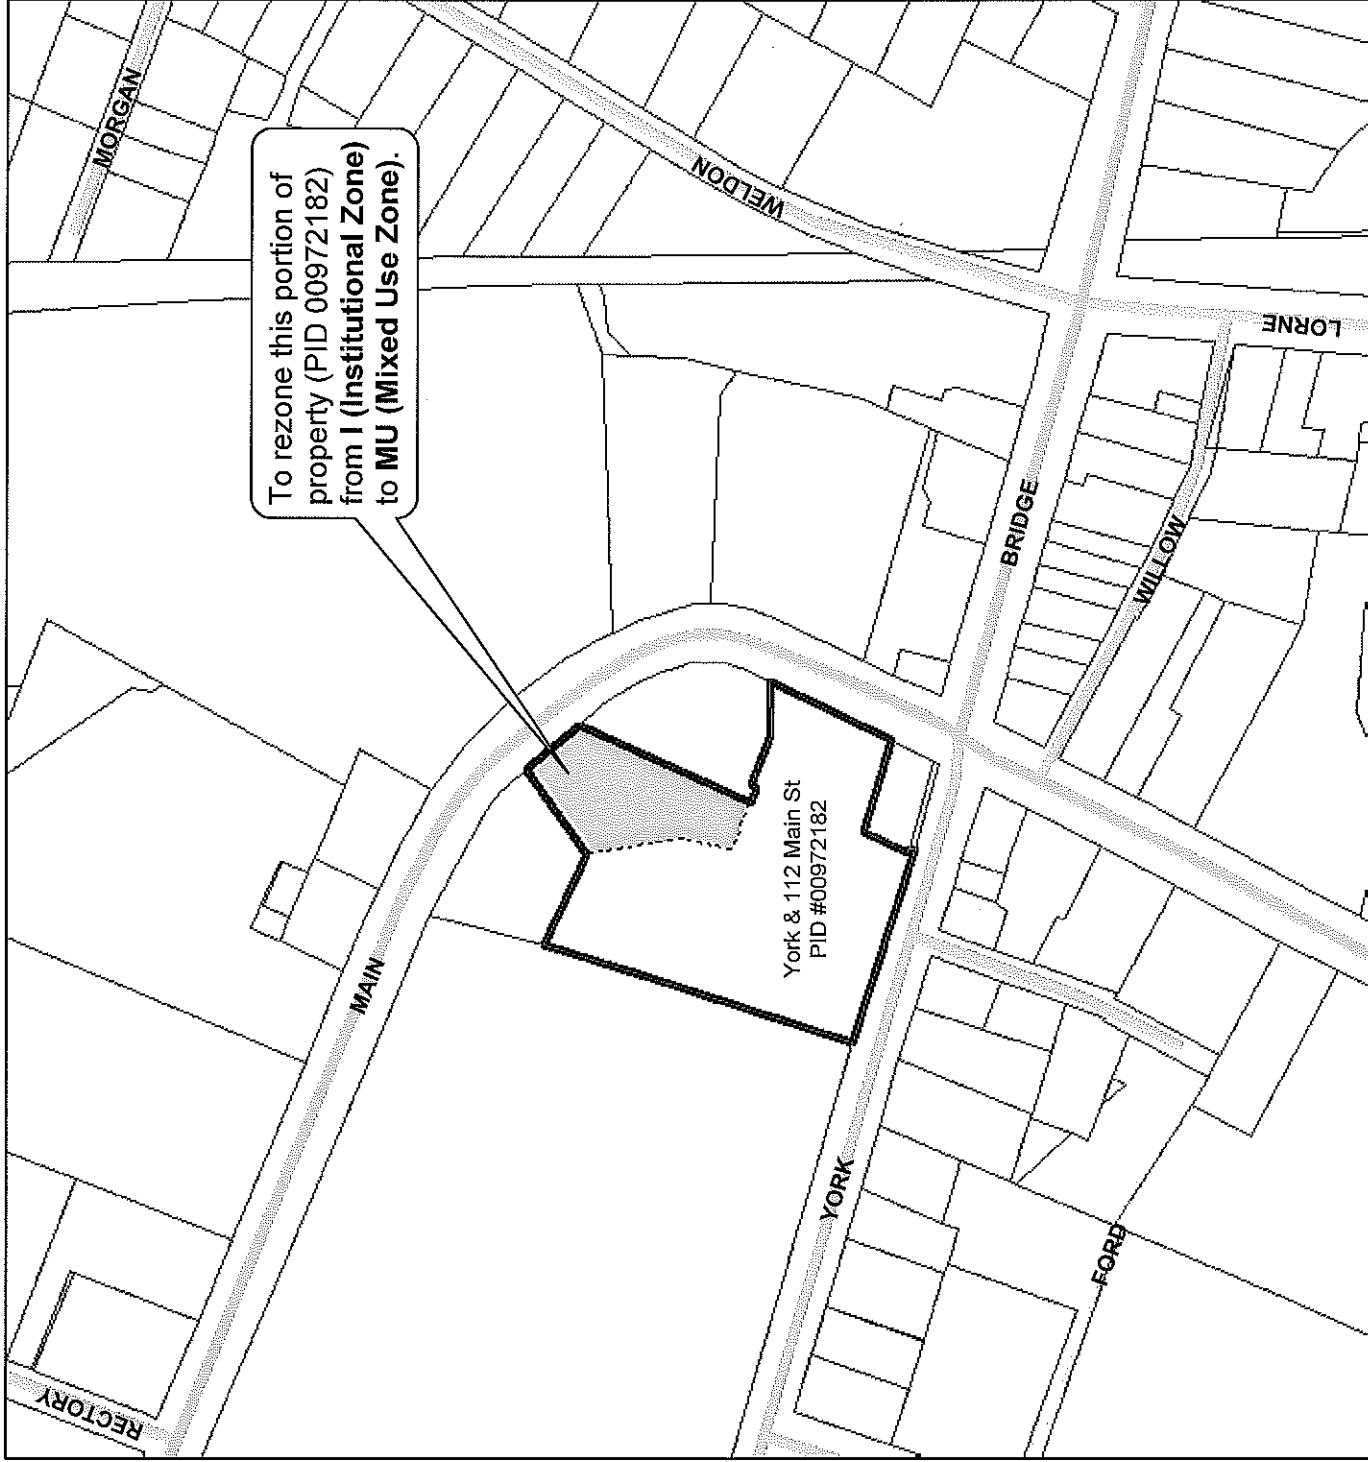 MORGAN
To rezone this portion of
property (PID 00972182)
from I (Institutional Zone)
to MU (Mixed Use Zone).
WELDON
LORNE
BRIDGE
WILLOW
MAIN
York & 112 Main St
PID #00972182
YORK
FORD
RECTORY